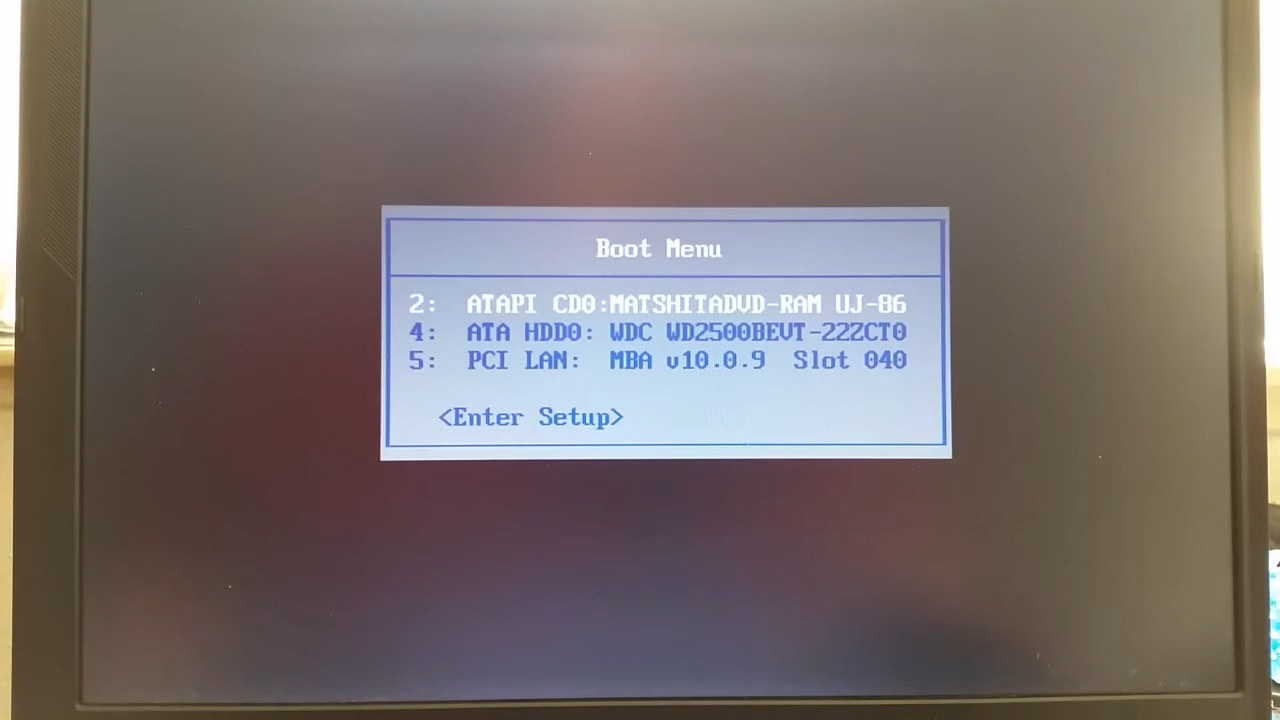 Boot Menu
2: ATAPI CD0:MATSHITADVD-RAM UJ-86
4: ATA HDD0: WDC WD2500BEVT-22ZCT0
5: PCI LAN: MBA v10.0.9 Slot 040
<Enter Setup>